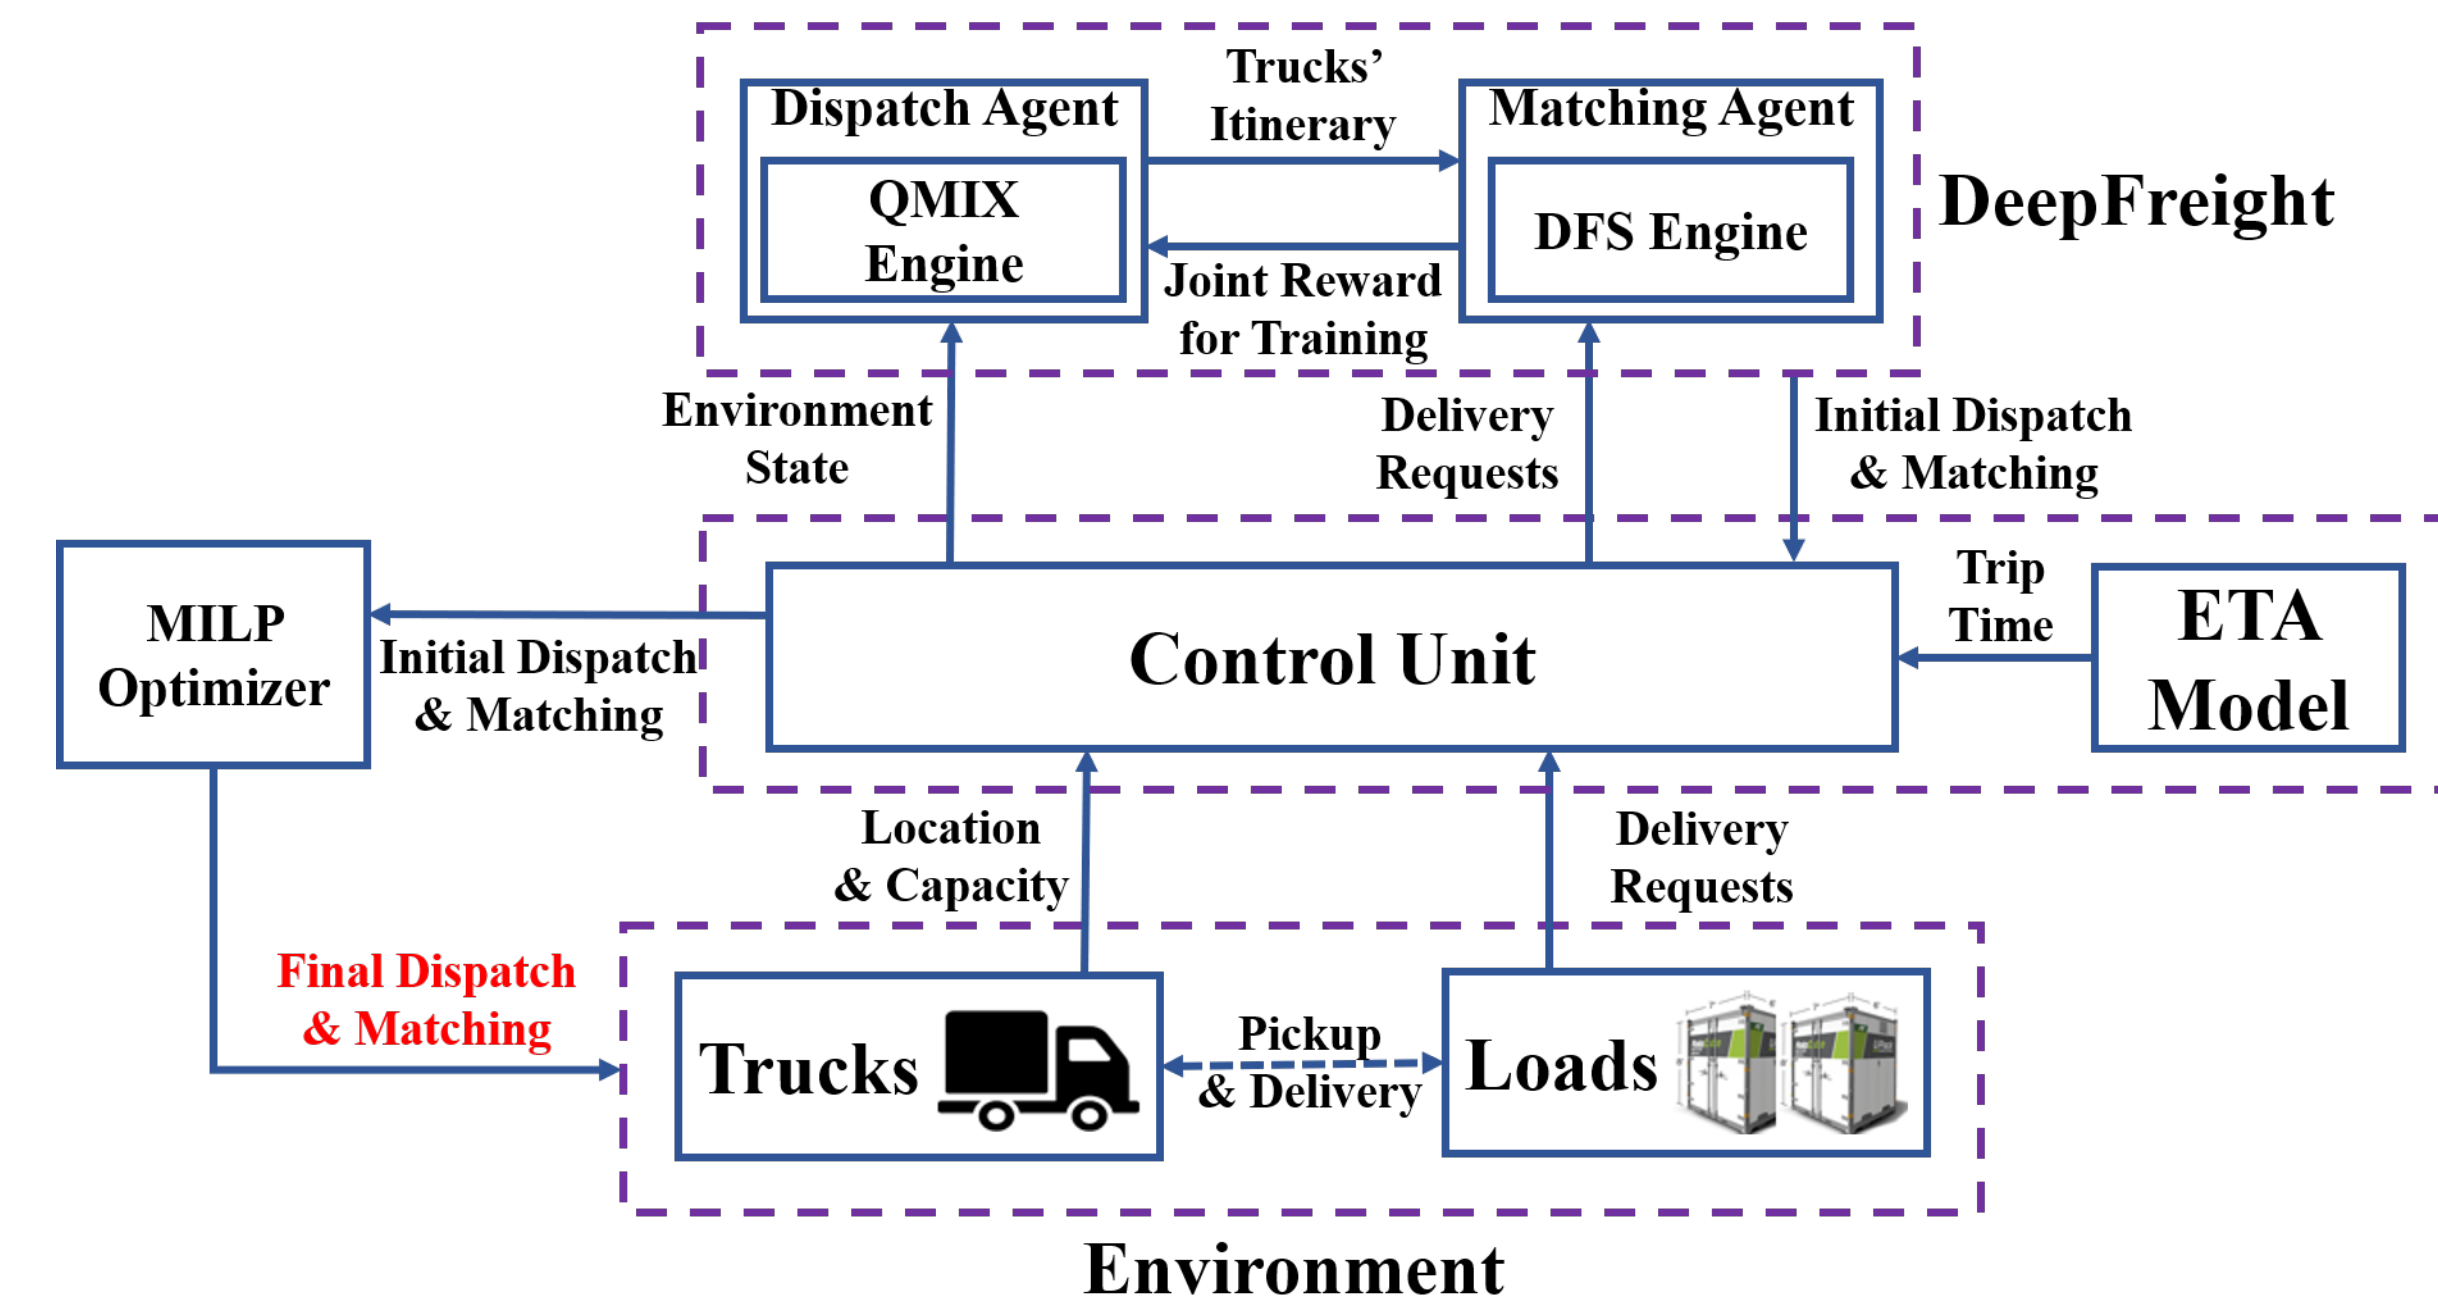 Trucks'
Itinerary
Dispatch Agent
QMIX
Engine
Matching Agent
DFS Engine
DeepFreight
Joint Reward
for Training
Environment
State
Delivery
Requests
Initial Dispatch
& Matching
MILP
Optimizer
Initial Dispatch
& Matching
Control Unit
Trip
Time
ETA
Model
Location
& Capacity
Delivery
Requests
Final Dispatch
& Matching
Trucks
Pickup
& Delivery
Loads
Environment